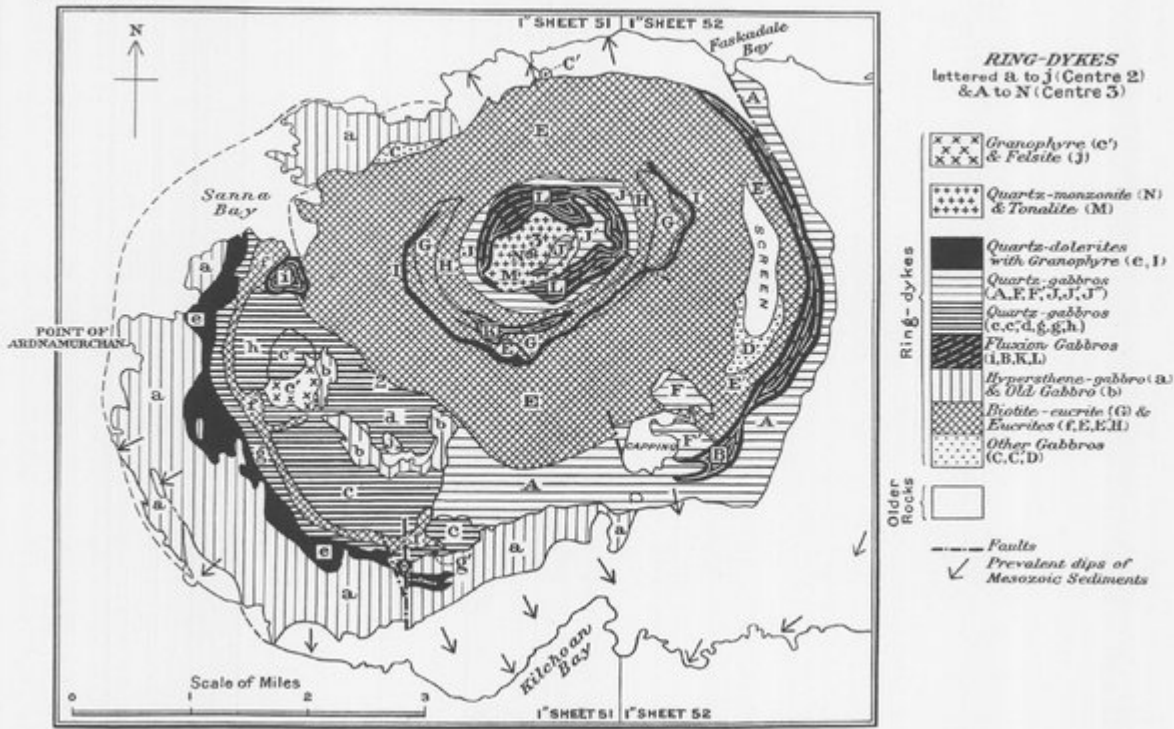 1" SHEET 51 1" SHEET 52
N
Faskadale
Bay
C'
A
E
a
C
Sanna
Bay
L
J
H
I
G
E
SCREEN
a
f
i
I
G
H
J
3
J
J
N
M
L
POINT OF
ARDNAMURCHAN
e
h
c'
b
2
K
G
E
D
E
a
c'
d
E
F
A
f
g
b
b
F'
CAPPING
B
c
A
a
e
c
a
a
g'
a
Kilchoan
Bay
Scale of Miles
0 1 2 3
1" SHEET 51 1" SHEET 52
RING-DYKES
lettered a to j (Centre 2)
& A to N (Centre 3)
Ring-dykes
Granophyre (c')
& Felsite (j)
Quartz-monzonite (N)
& Tonalite (M)
Quartz-dolerites
with Granophyre (e, I)
Quartz-gabbros
(A, F, F', J, J', J'')
Quartz-gabbros
(c, c', d, g, g', h)
Fluxion Gabbros
(i, B, K, L)
Hypersthene-gabbro (a)
& Old Gabbro (b)
Biotite-eucrite (G) &
Eucrites (f, E, E', H)
Other Gabbros
(C, C', D)
Older
Rocks
Faults
Prevalent dips of
Mesozoic Sediments